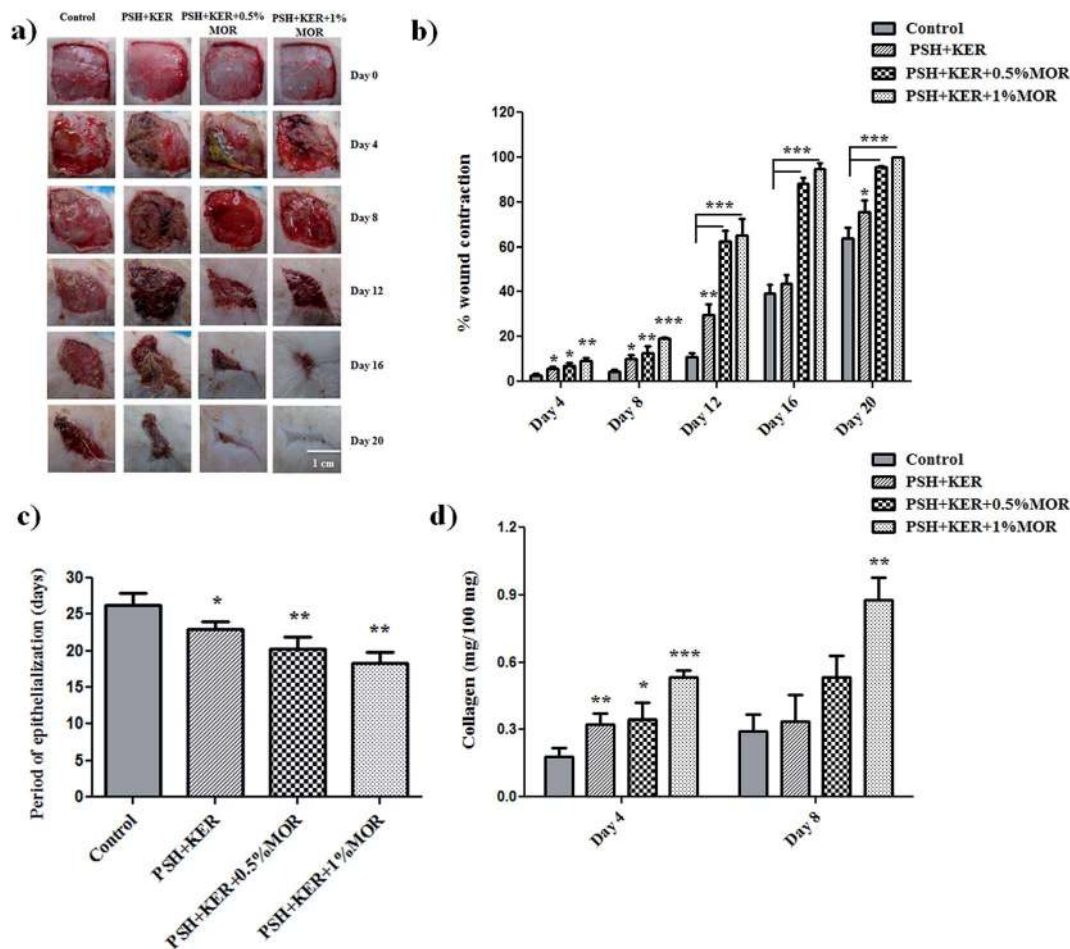 a)
Control PSH+KER PSH+KER+0.5% MOR PSH+KER+1% MOR
Day 0
Day 4
Day 8
Day 12
Day 16
Day 20
1 cm
b)
Control
PSH+KER
PSH+KER+0.5%MOR
PSH+KER+1%MOR
% wound contraction
120
100
80
60
40
20
0
* * **
* ** ***
** ***
***
* ***
Day 4 Day 8 Day 12 Day 16 Day 20
c)
Period of epithelialization (days)
30
25
20
15
10
5
0
* ** **
Control PSH+KER PSH+KER+0.5%MOR PSH+KER+1%MOR
d)
Control
PSH+KER
PSH+KER+0.5%MOR
PSH+KER+1%MOR
Collagen (mg/100 mg)
1.2
0.9
0.6
0.3
0.0
** * ***
**
Day 4 Day 8